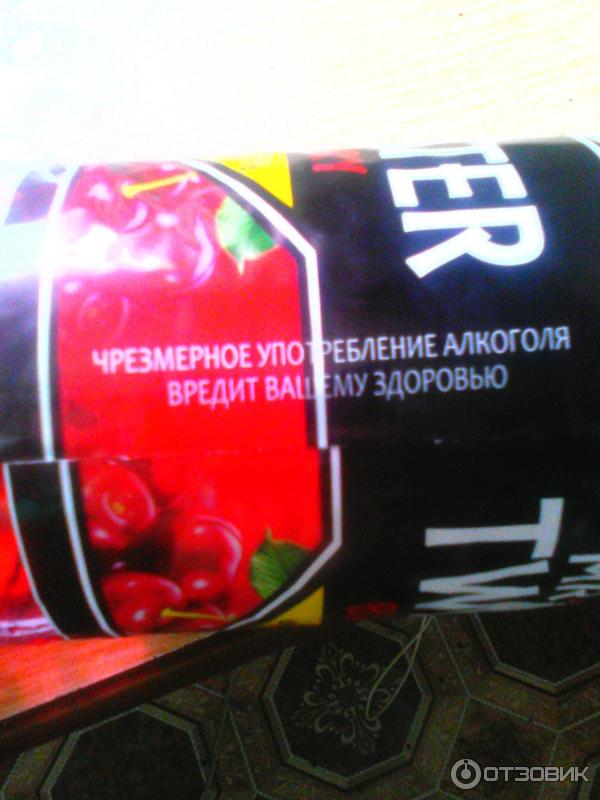 TER
ЧРЕЗМЕРНОЕ УПОТРЕБЛЕНИЕ АЛКОГОЛЯ
ВРЕДИТ ВАШЕМУ ЗДОРОВЬЮ
TW
ОТЗОВИК